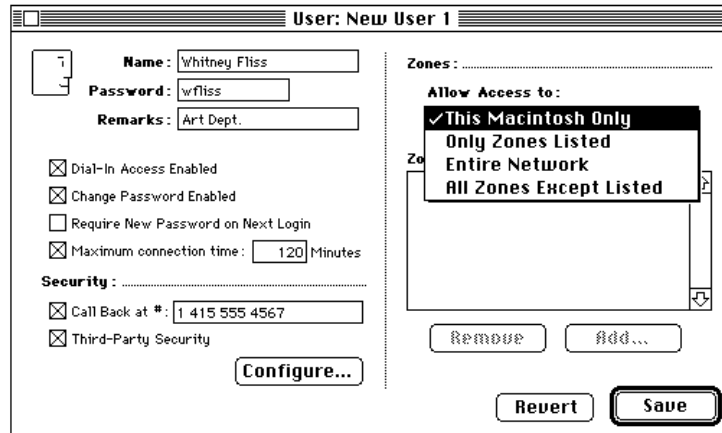 User: New User 1
Name: Whitney Fliss
Password: wfliss
Remarks: Art Dept.
Dial-In Access Enabled
Change Password Enabled
Require New Password on Next Login
Maximum connection time: 120 Minutes
Security:
Call Back at #: 1 415 555 4567
Third-Party Security
Configure...
Zones:
Allow Access to:
✓This Macintosh Only
Only Zones Listed
Entire Network
All Zones Except Listed
Zo
Remove Add...
Revert Save